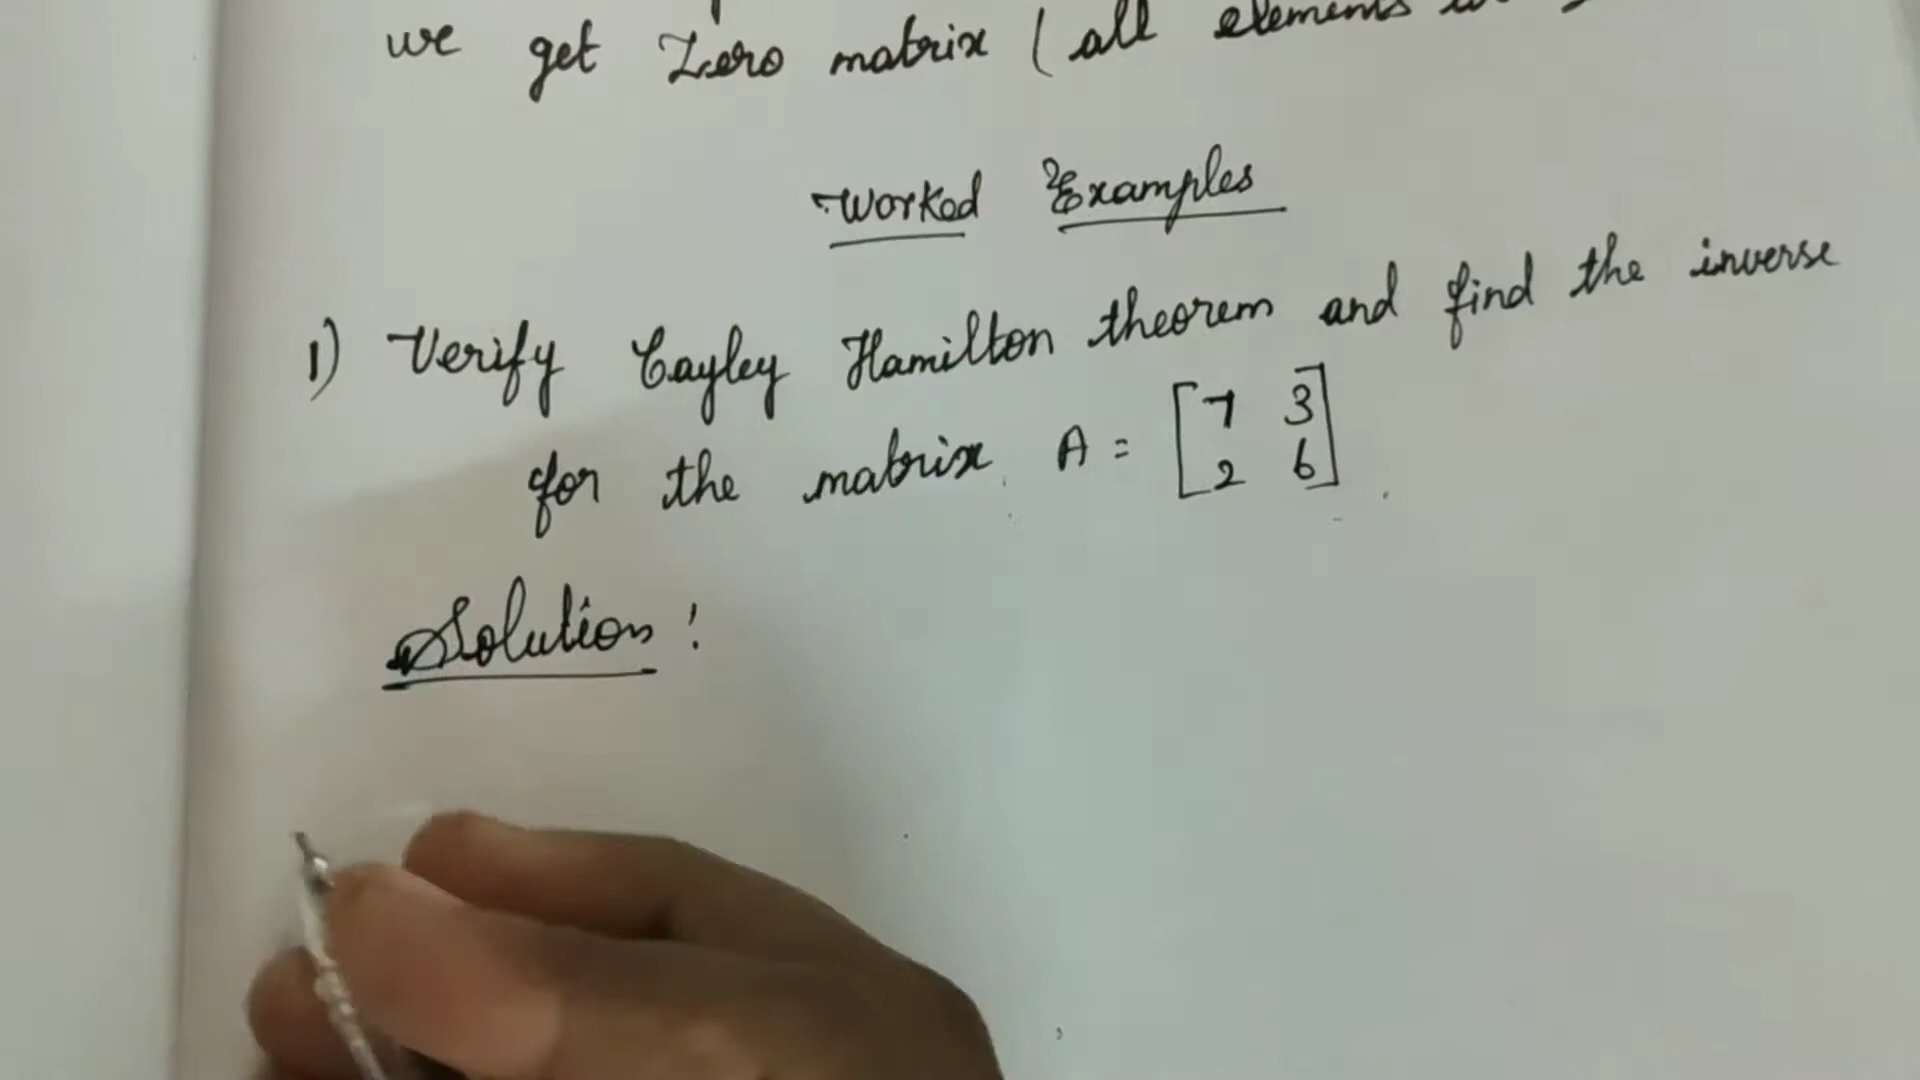 we get Zero matrix ( all elements
Worked Examples
1) Verify Cayley Hamilton theorem and find the inverse
for the matrix A = [7 3
2 6]
Solution :